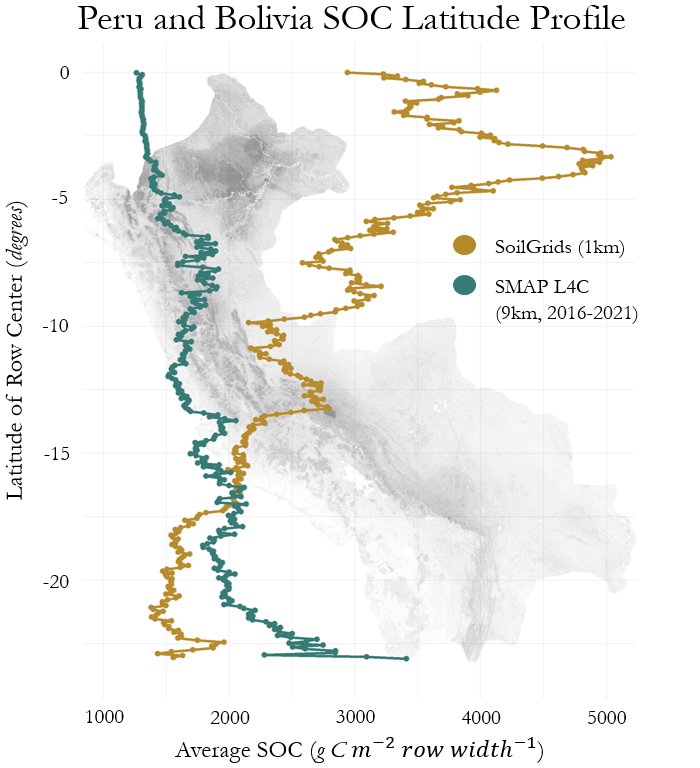 Peru and Bolivia SOC Latitude Profile
0
-5
-10
-15
-20
Latitude of Row Center (degrees)
SoilGrids (1km)
SMAP L4C
(9km, 2016-2021)
1000 2000 3000 4000 5000
Average SOC (g C m⁻² row width⁻¹)